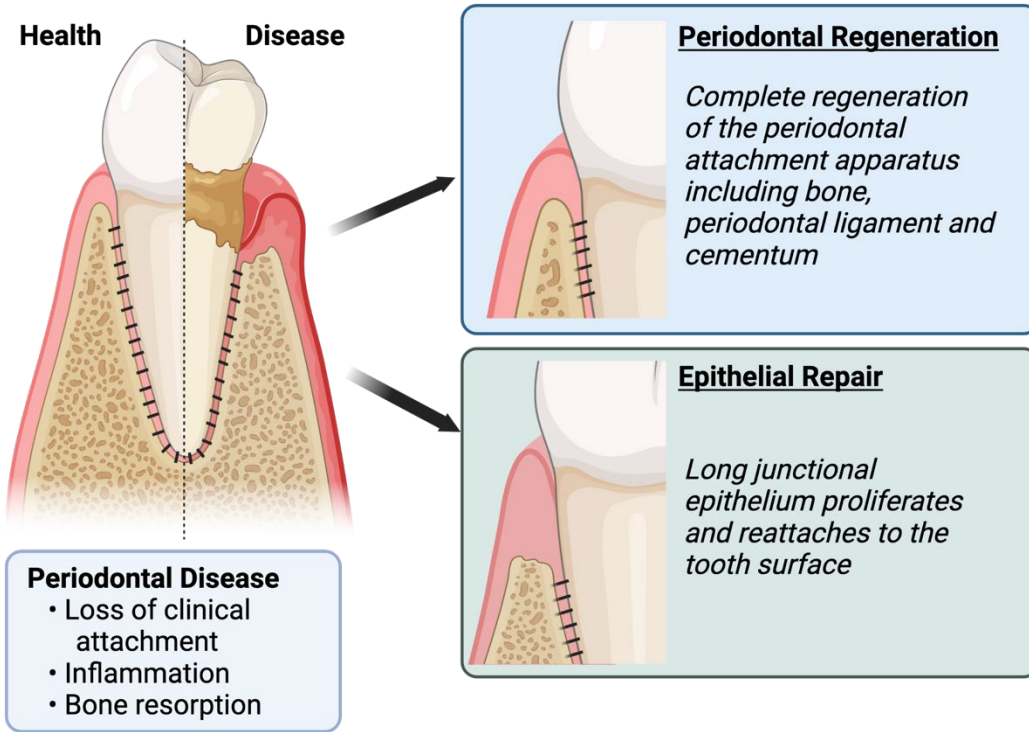 Health
Disease
Periodontal Disease
• Loss of clinical
attachment
• Inflammation
• Bone resorption
Periodontal Regeneration
Complete regeneration
of the periodontal
attachment apparatus
including bone,
periodontal ligament and
cementum
Epithelial Repair
Long junctional
epithelium proliferates
and reattaches to the
tooth surface